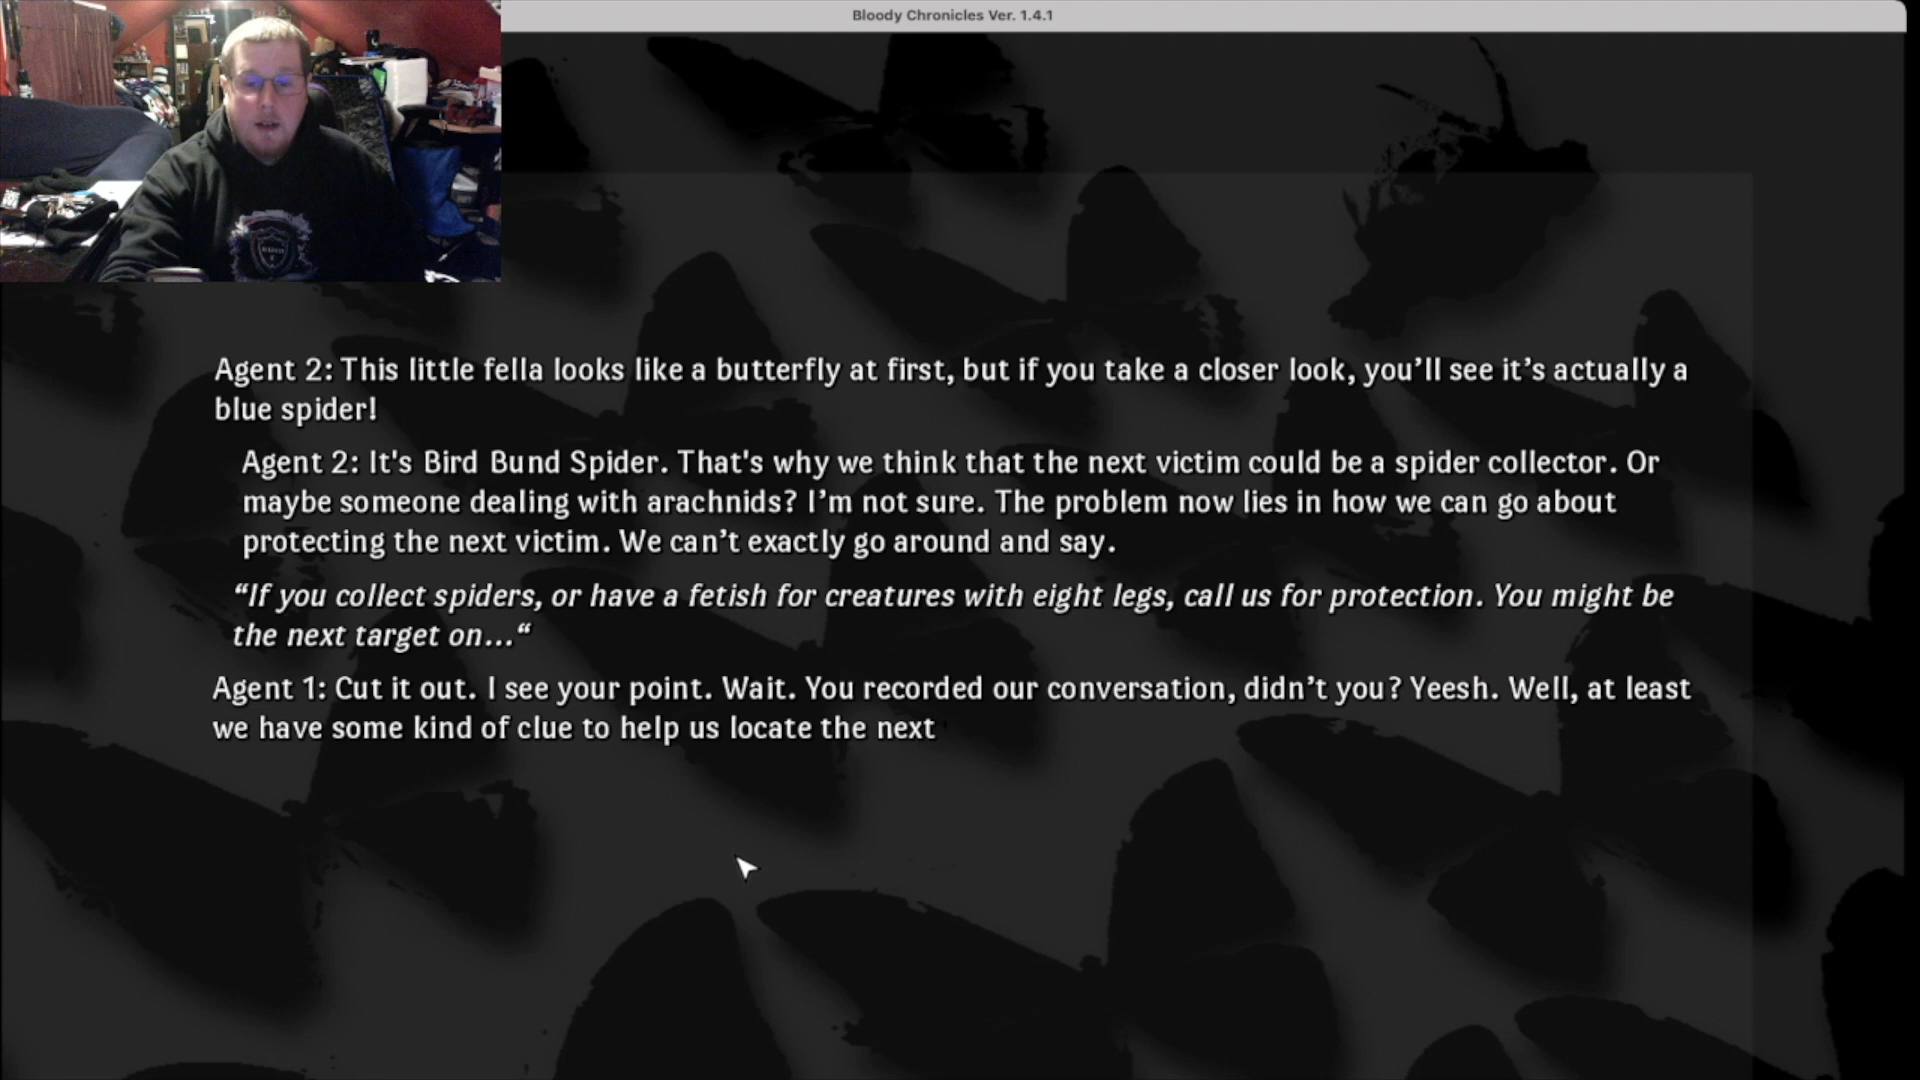 Bloody Chronicles Ver. 1.4.1
Agent 2: This little fella looks like a butterfly at first, but if you take a closer look, you’ll see it’s actually a
blue spider!
Agent 2: It's Bird Bund Spider. That's why we think that the next victim could be a spider collector. Or
maybe someone dealing with arachnids? I’m not sure. The problem now lies in how we can go about
protecting the next victim. We can’t exactly go around and say.
“If you collect spiders, or have a fetish for creatures with eight legs, call us for protection. You might be
the next target on...“
Agent 1: Cut it out. I see your point. Wait. You recorded our conversation, didn’t you? Yeesh. Well, at least
we have some kind of clue to help us locate the next